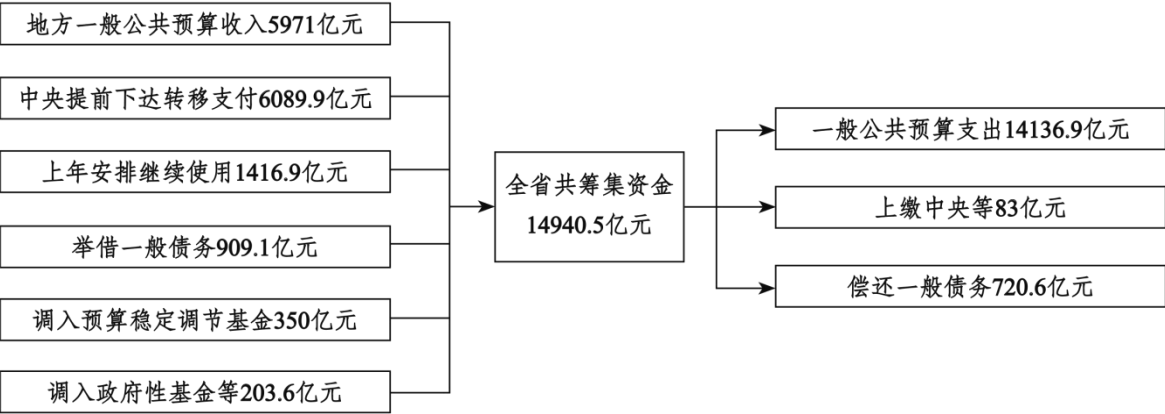 地方一般公共预算收入5971亿元
中央提前下达转移支付6089.9亿元
上年安排继续使用1416.9亿元
举借一般债务909.1亿元
调入预算稳定调节基金350亿元
调入政府性基金等203.6亿元
全省共筹集资金
14940.5亿元
一般公共预算支出14136.9亿元
上缴中央等83亿元
偿还一般债务720.6亿元